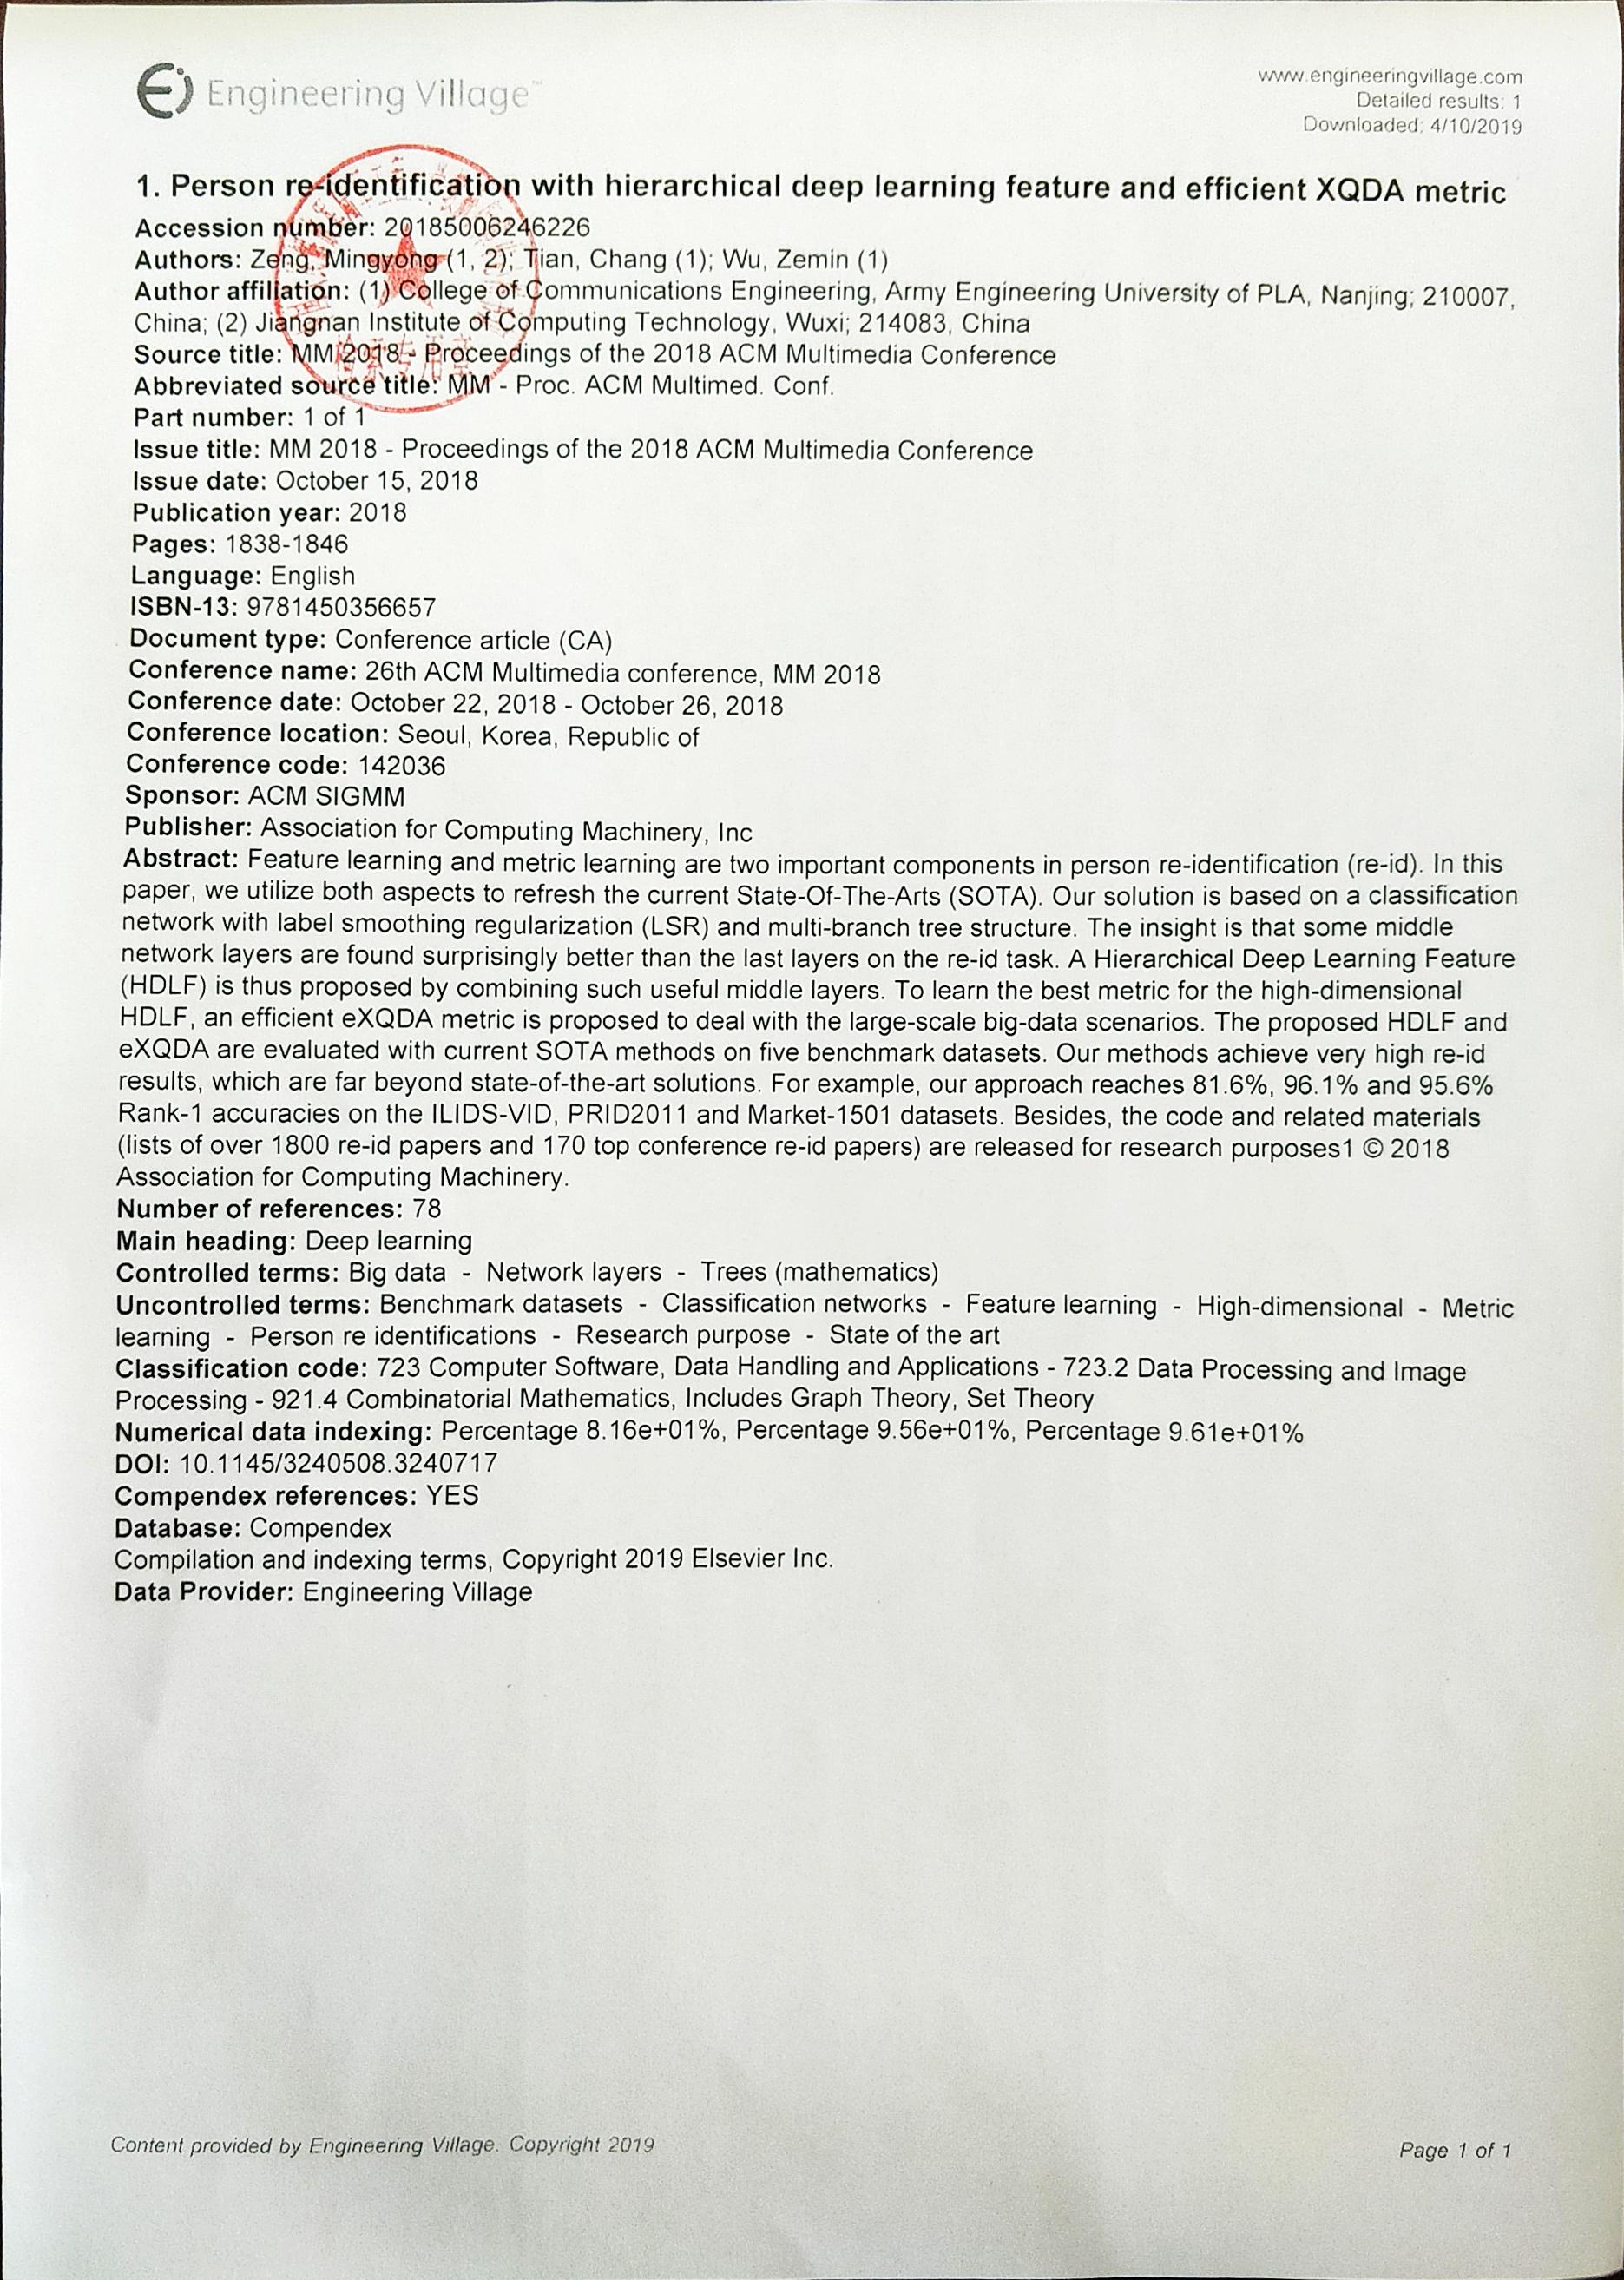 Engineering Village™
www.engineeringvillage.com
Detailed results: 1
Downloaded: 4/10/2019
1. Person re-identification with hierarchical deep learning feature and efficient XQDA metric
Accession number: 20185006246226
Authors: Zeng, Mingyong (1, 2); Tian, Chang (1); Wu, Zemin (1)
Author affiliation: (1) College of Communications Engineering, Army Engineering University of PLA, Nanjing; 210007,
China; (2) Jiangnan Institute of Computing Technology, Wuxi; 214083, China
Source title: MM 2018 - Proceedings of the 2018 ACM Multimedia Conference
检索专用章
Abbreviated source title: MM - Proc. ACM Multimed. Conf.
Part number: 1 of 1
Issue title: MM 2018 - Proceedings of the 2018 ACM Multimedia Conference
Issue date: October 15, 2018
Publication year: 2018
Pages: 1838-1846
Language: English
ISBN-13: 9781450356657
Document type: Conference article (CA)
Conference name: 26th ACM Multimedia conference, MM 2018
Conference date: October 22, 2018 - October 26, 2018
Conference location: Seoul, Korea, Republic of
Conference code: 142036
Sponsor: ACM SIGMM
Publisher: Association for Computing Machinery, Inc
Abstract: Feature learning and metric learning are two important components in person re-identification (re-id). In this
paper, we utilize both aspects to refresh the current State-Of-The-Arts (SOTA). Our solution is based on a classification
network with label smoothing regularization (LSR) and multi-branch tree structure. The insight is that some middle
network layers are found surprisingly better than the last layers on the re-id task. A Hierarchical Deep Learning Feature
(HDLF) is thus proposed by combining such useful middle layers. To learn the best metric for the high-dimensional
HDLF, an efficient eXQDA metric is proposed to deal with the large-scale big-data scenarios. The proposed HDLF and
eXQDA are evaluated with current SOTA methods on five benchmark datasets. Our methods achieve very high re-id
results, which are far beyond state-of-the-art solutions. For example, our approach reaches 81.6%, 96.1% and 95.6%
Rank-1 accuracies on the ILIDS-VID, PRID2011 and Market-1501 datasets. Besides, the code and related materials
(lists of over 1800 re-id papers and 170 top conference re-id papers) are released for research purposes1 © 2018
Association for Computing Machinery.
Number of references: 78
Main heading: Deep learning
Controlled terms: Big data - Network layers - Trees (mathematics)
Uncontrolled terms: Benchmark datasets - Classification networks - Feature learning - High-dimensional - Metric
learning - Person re identifications - Research purpose - State of the art
Classification code: 723 Computer Software, Data Handling and Applications - 723.2 Data Processing and Image
Processing - 921.4 Combinatorial Mathematics, Includes Graph Theory, Set Theory
Numerical data indexing: Percentage 8.16e+01%, Percentage 9.56e+01%, Percentage 9.61e+01%
DOI: 10.1145/3240508.3240717
Compendex references: YES
Database: Compendex
Compilation and indexing terms, Copyright 2019 Elsevier Inc.
Data Provider: Engineering Village
Content provided by Engineering Village. Copyright 2019
Page 1 of 1